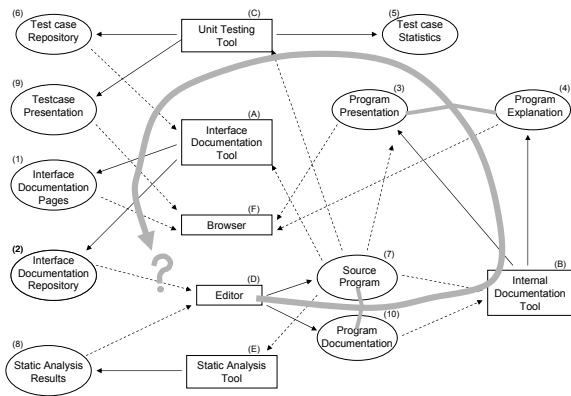 (6)
Test case
Repository
(C)
Unit Testing
Tool
(5)
Test case
Statistics
(9)
Testcase
Presentation
(A)
Interface
Documentation
Tool
(3)
Program
Presentation
(4)
Program
Explanation
(1)
Interface
Documentation
Pages
(F)
Browser
(2)
Interface
Documentation
Repository
?
(D)
Editor
(7)
Source
Program
(B)
Internal
Documentation
Tool
(10)
Program
Documentation
(8)
Static Analysis
Results
(E)
Static Analysis
Tool